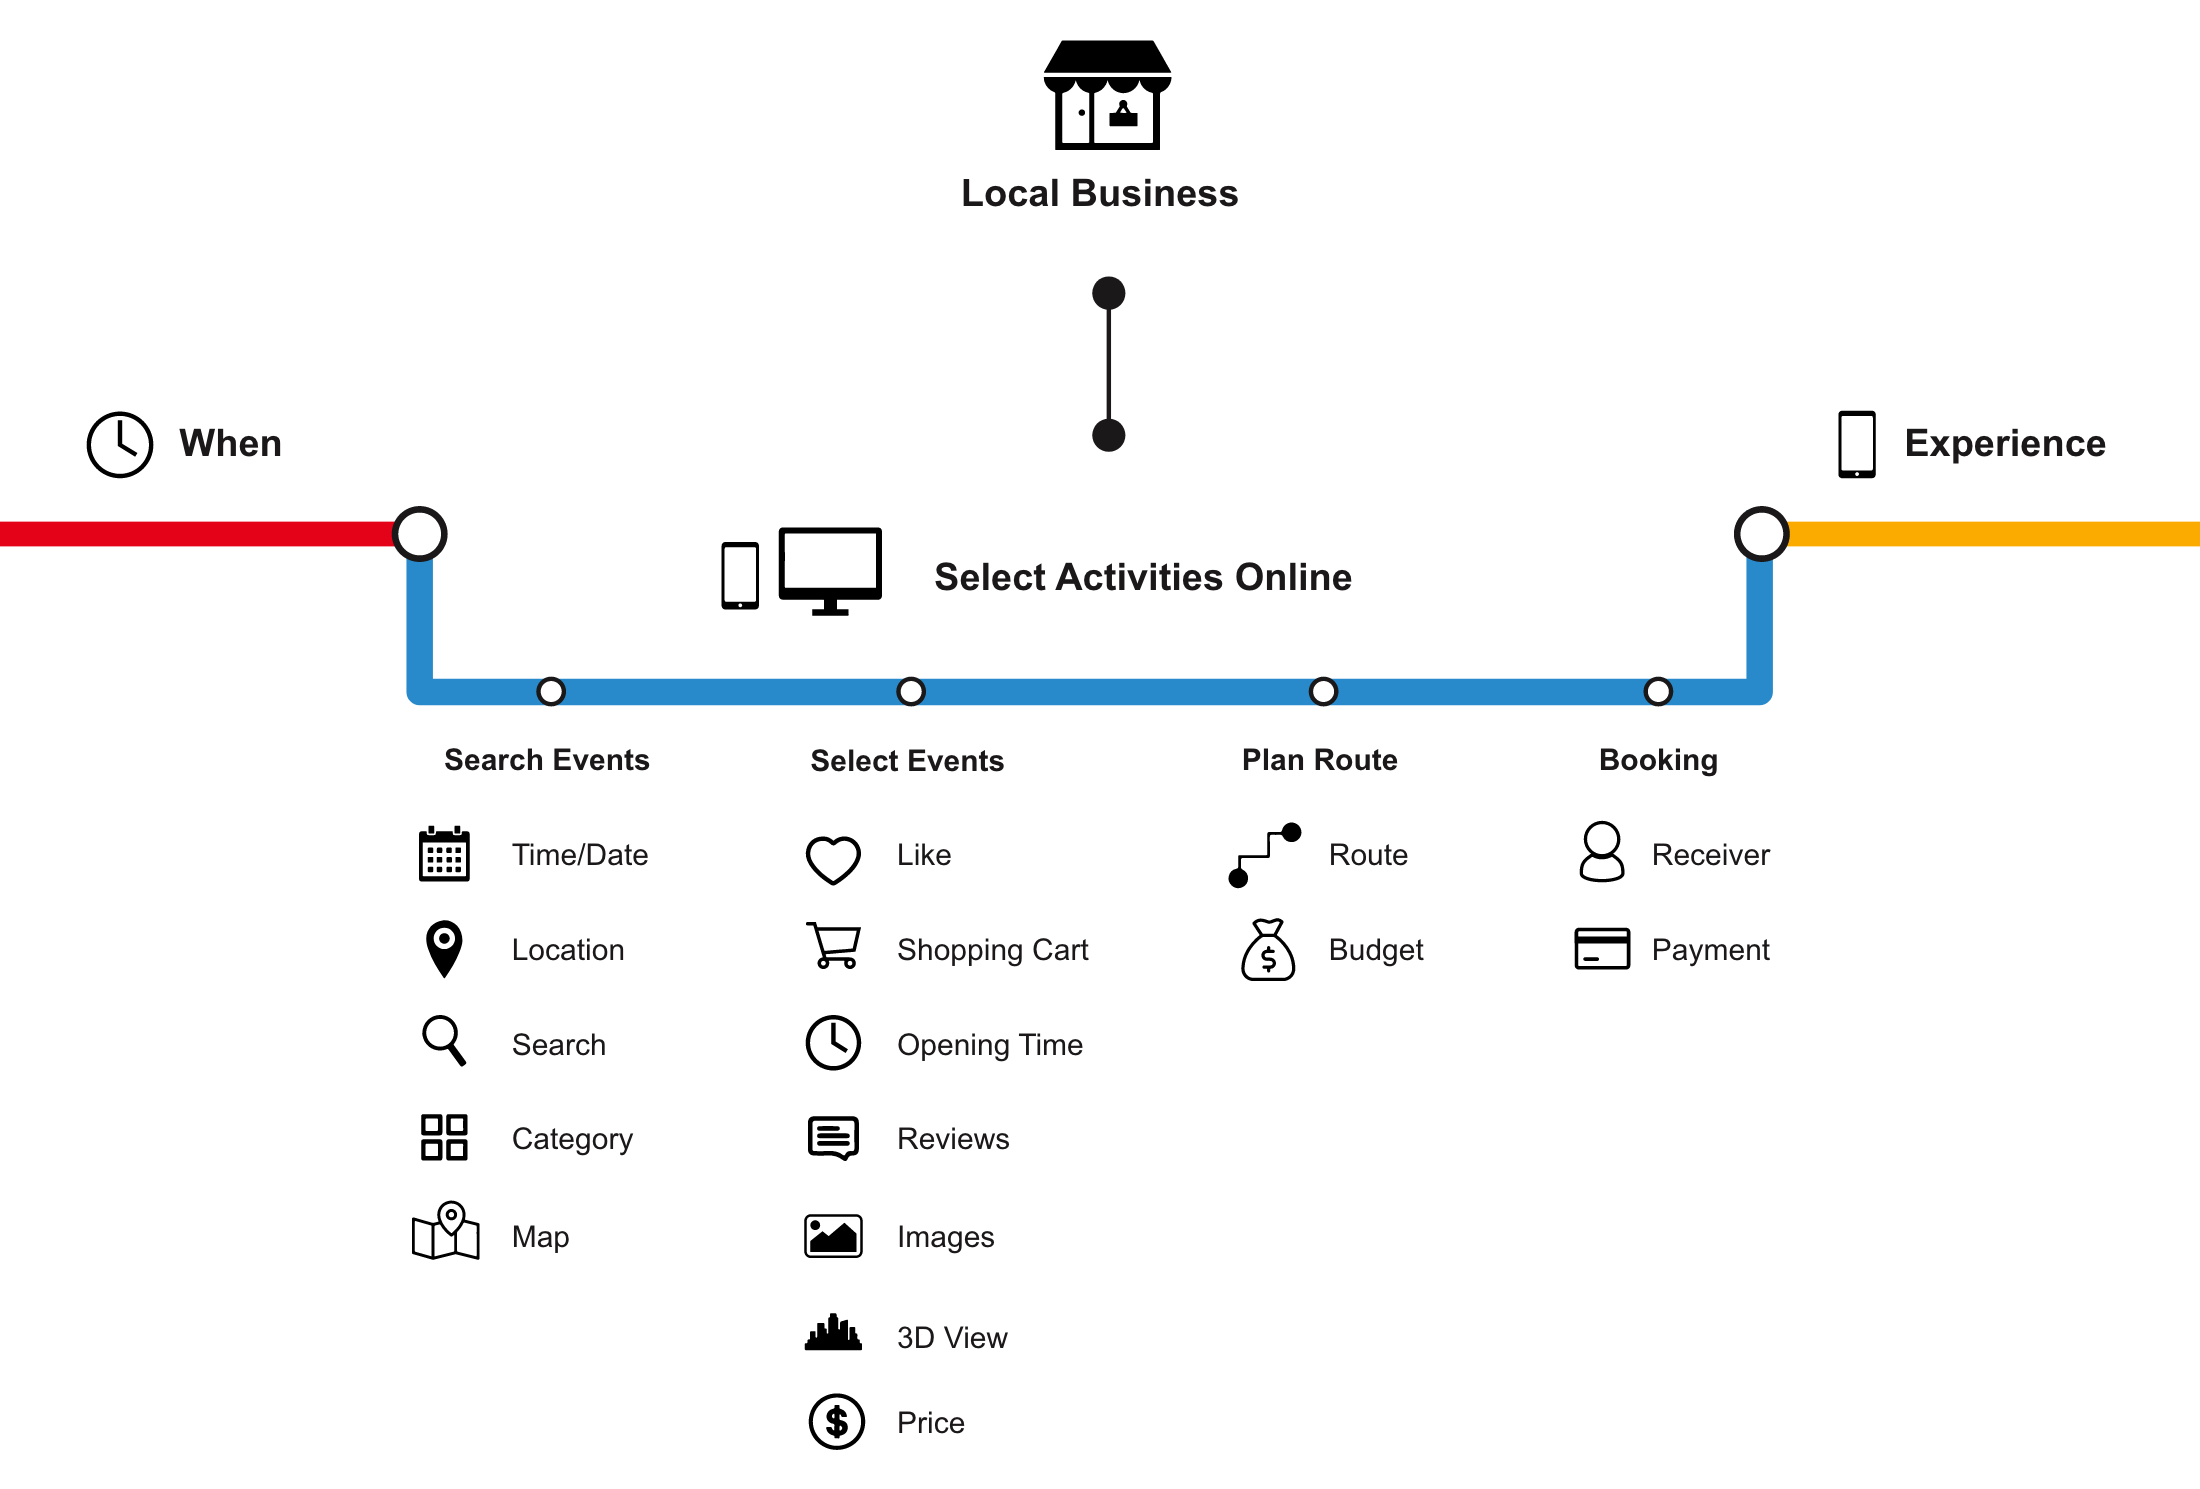 Local Business
When
Experience
Select Activities Online
Search Events
Select Events
Plan Route
Booking
Time/Date
Location
Search
Category
Map
Like
Shopping Cart
Opening Time
Reviews
Images
3D View
$ Price
Route
$ Budget
Receiver
Payment